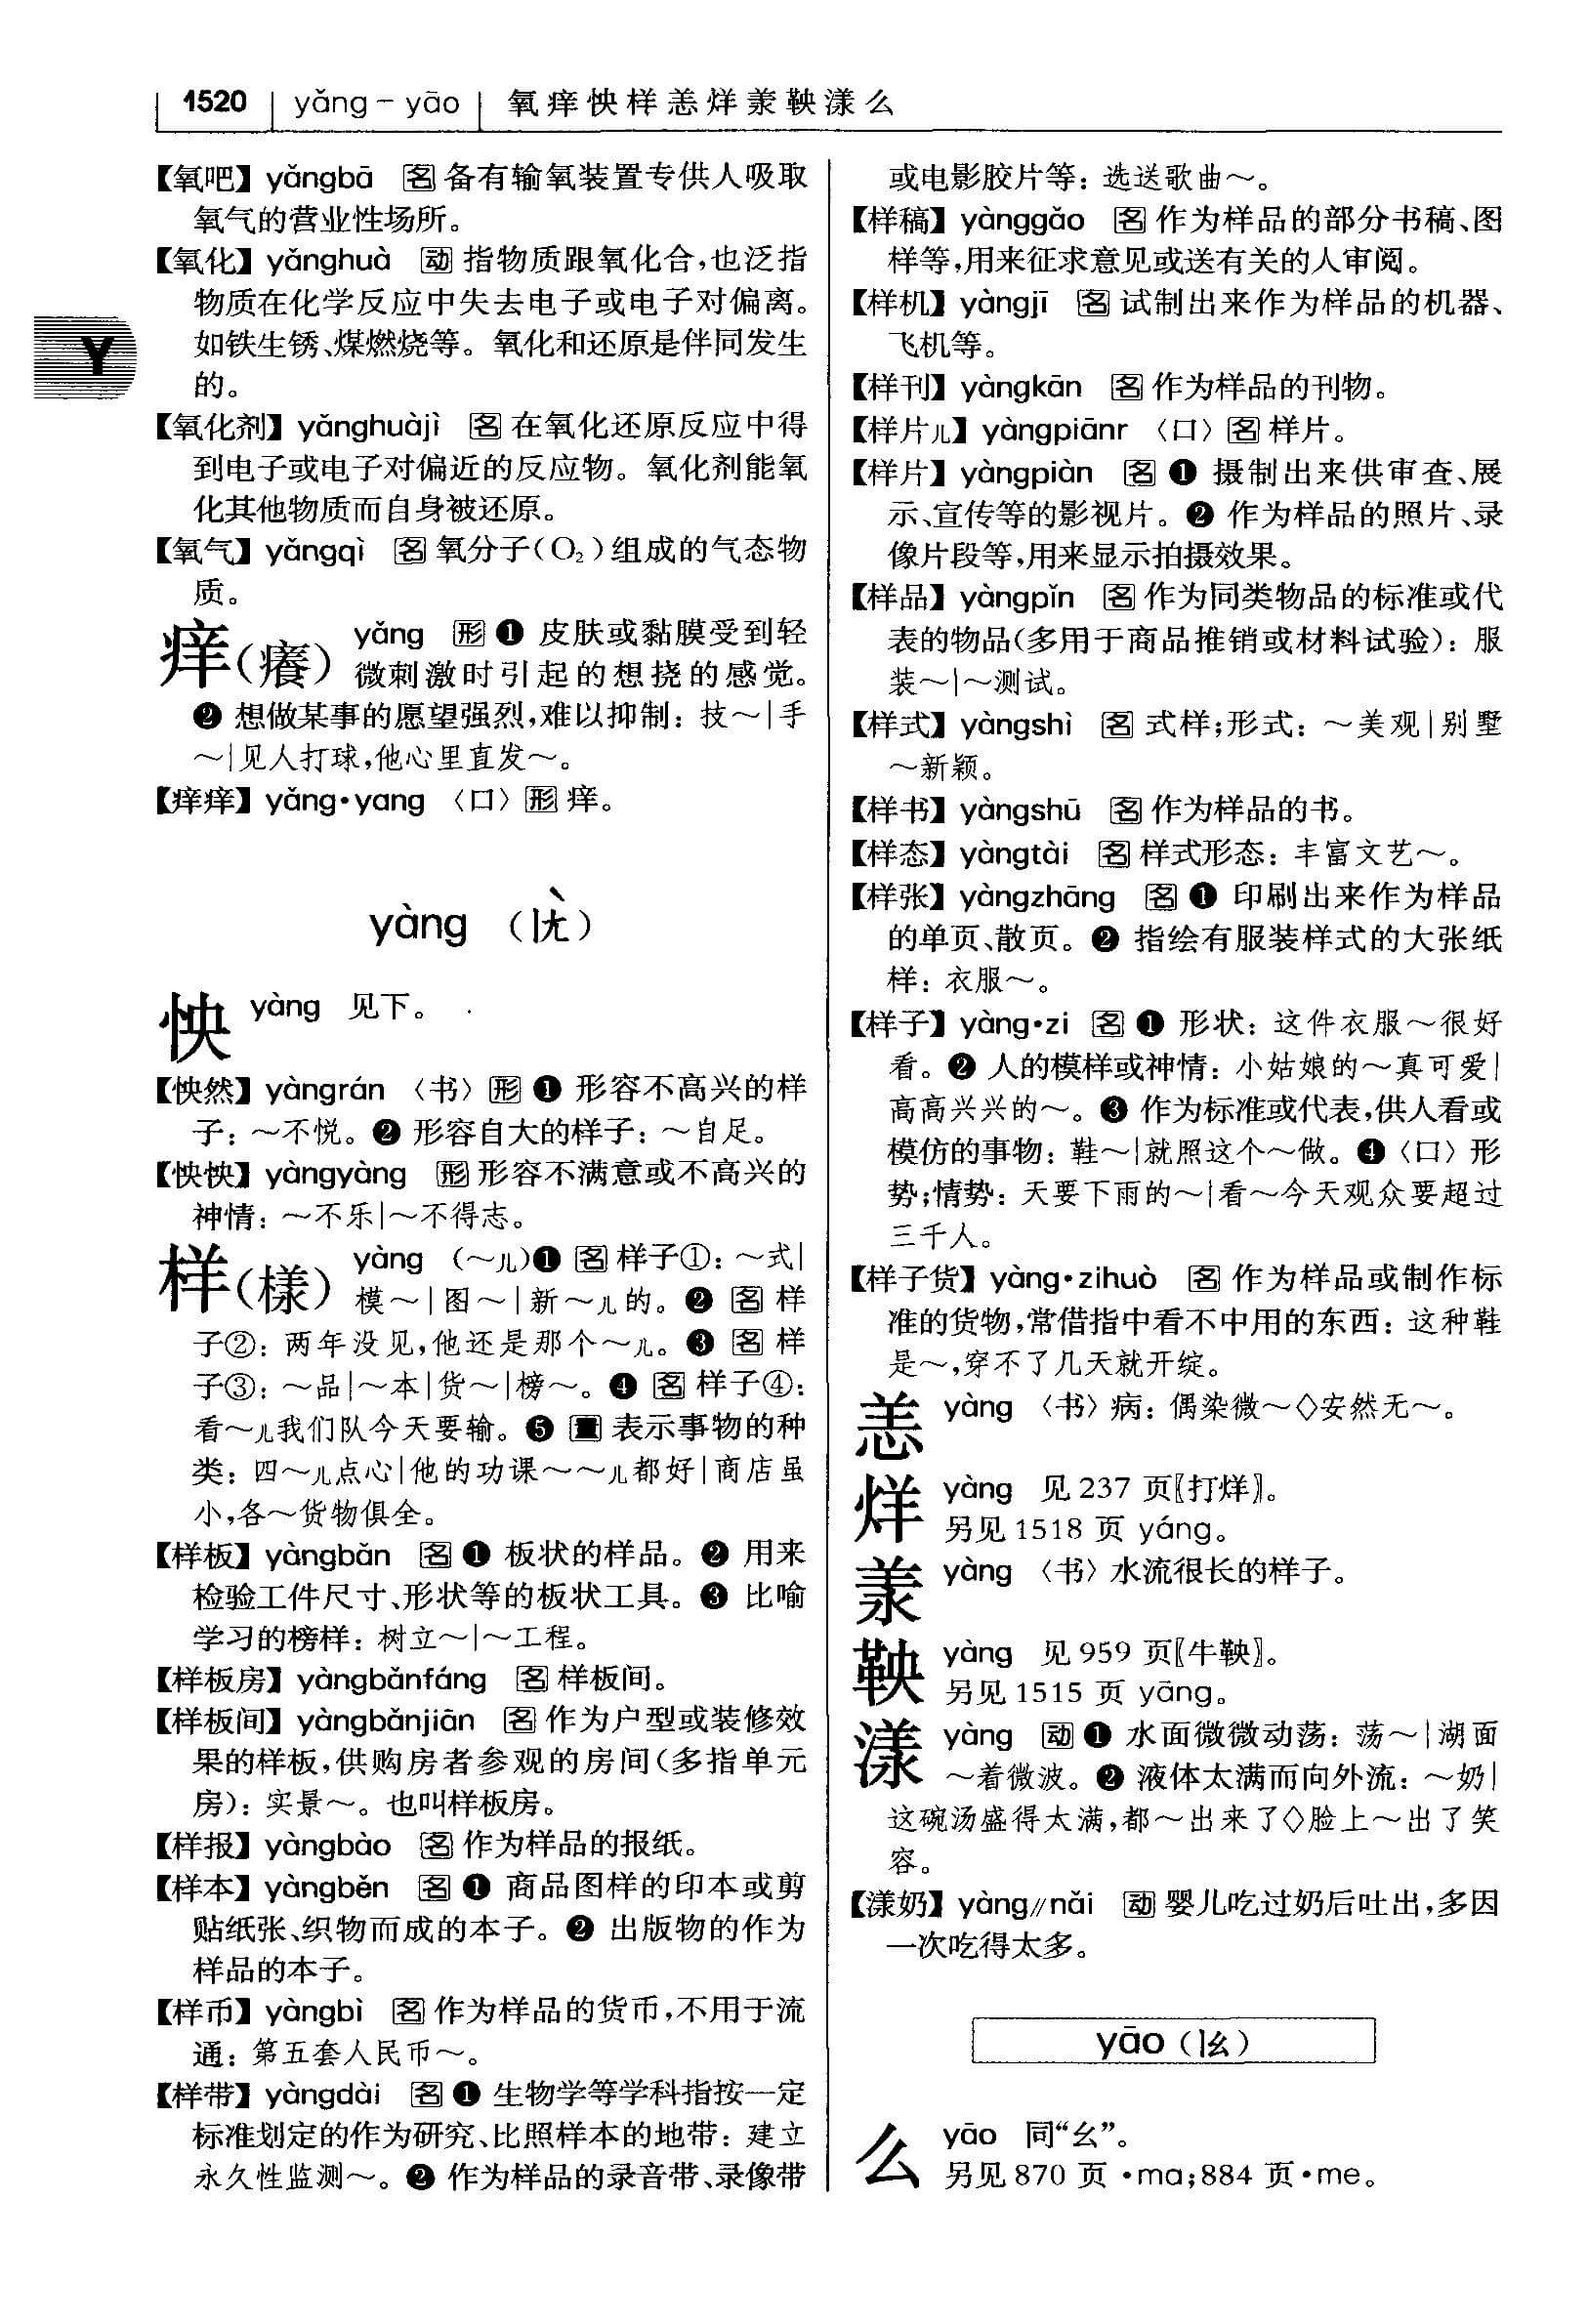 1520 yǎng－yāo 氧痒怏样恙烊羕鞅漾么
【氧吧】yǎngbā 名 备有输氧装置专供人吸取
氧气的营业性场所。
【氧化】yǎnghuà 动 指物质跟氧化合，也泛指
物质在化学反应中失去电子或电子对偏离。
如铁生锈、煤燃烧等。氧化和还原是伴同发生
的。
【氧化剂】yǎnghuàjì 名 在氧化还原反应中得
到电子或电子对偏近的反应物。氧化剂能氧
化其他物质而自身被还原。
【氧气】yǎngqì 名 氧分子（O₂）组成的气态物
质。
痒（癢） yǎng 形 ❶ 皮肤或黏膜受到轻
微刺激时引起的想挠的感觉。
❷ 想做某事的愿望强烈，难以抑制：技～|手
～|见人打球，他心里直发～。
【痒痒】yǎng·yang 〈口〉形 痒。
yàng （ㄧㄤˋ）
怏 yàng 见下。
【怏然】yàngrán 〈书〉形 ❶ 形容不高兴的样
子：～不悦。❷ 形容自大的样子：～自足。
【怏怏】yàngyàng 形 形容不满意或不高兴的
神情：～不乐|～不得志。
样（樣） yàng （～儿）❶ 名 样子①：～式|
模～|图～|新～儿的。❷ 名 样
子②：两年没见，他还是那个～儿。❸ 名 样
子③：～品|～本|货～|榜～。❹ 名 样子④：
看～儿我们队今天要输。❺ 量 表示事物的种
类：四～儿点心|他的功课～～儿都好|商店虽
小，各～货物俱全。
【样板】yàngbǎn 名 ❶ 板状的样品。❷ 用来
检验工件尺寸、形状等的板状工具。❸ 比喻
学习的榜样：树立～|～工程。
【样板房】yàngbǎnfáng 名 样板间。
【样板间】yàngbǎnjiān 名 作为户型或装修效
果的样板，供购房者参观的房间（多指单元
房）：实景～。也叫样板房。
【样报】yàngbào 名 作为样品的报纸。
【样本】yàngběn 名 ❶ 商品图样的印本或剪
贴纸张、织物而成的本子。❷ 出版物的作为
样品的本子。
【样币】yàngbì 名 作为样品的货币，不用于流
通：第五套人民币～。
【样带】yàngdài 名 ❶ 生物学等学科指按一定
标准划定的作为研究、比照样本的地带：建立
永久性监测～。❷ 作为样品的录音带、录像带
或电影胶片等：选送歌曲～。
【样稿】yànggǎo 名 作为样品的部分书稿、图
样等，用来征求意见或送有关的人审阅。
【样机】yàngjī 名 试制出来作为样品的机器、
飞机等。
【样刊】yàngkān 名 作为样品的刊物。
【样片儿】yàngpiānr 〈口〉名 样片。
【样片】yàngpiàn 名 ❶ 摄制出来供审查、展
示、宣传等的影视片。❷ 作为样品的照片、录
像片段等，用来显示拍摄效果。
【样品】yàngpǐn 名 作为同类物品的标准或代
表的物品（多用于商品推销或材料试验）：服
装～|～测试。
【样式】yàngshì 名 式样；形式：～美观|别墅
～新颖。
【样书】yàngshū 名 作为样品的书。
【样态】yàngtài 名 样式形态：丰富文艺～。
【样张】yàngzhāng 名 ❶ 印刷出来作为样品
的单页、散页。❷ 指绘有服装样式的大张纸
样：衣服～。
【样子】yàng·zi 名 ❶ 形状：这件衣服～很好
看。❷ 人的模样或神情：小姑娘的～真可爱|
高高兴兴的～。❸ 作为标准或代表，供人看或
模仿的事物：鞋～|就照这个～做。❹〈口〉形
势；情势：天要下雨的～|看～今天观众要超过
三千人。
【样子货】yàng·zihuò 名 作为样品或制作标
准的货物，常借指中看不中用的东西：这种鞋
是～，穿不了几天就开绽。
恙 yàng 〈书〉病：偶染微～◇安然无～。
烊 yàng 见 237 页〖打烊〗。
另见 1518 页 yáng。
羕 yàng 〈书〉水流很长的样子。
鞅 yàng 见 959 页〖牛鞅〗。
另见 1515 页 yāng。
漾 yàng 动 ❶ 水面微微动荡：荡～|湖面
～着微波。❷ 液体太满而向外流：～奶|
这碗汤盛得太满，都～出来了◇脸上～出了笑
容。
【漾奶】yàng∥nǎi 动 婴儿吃过奶后吐出，多因
一次吃得太多。
yāo（ㄧㄠ）
么 yāo 同“幺”。
另见 870 页 ·ma；884 页 ·me。
Y